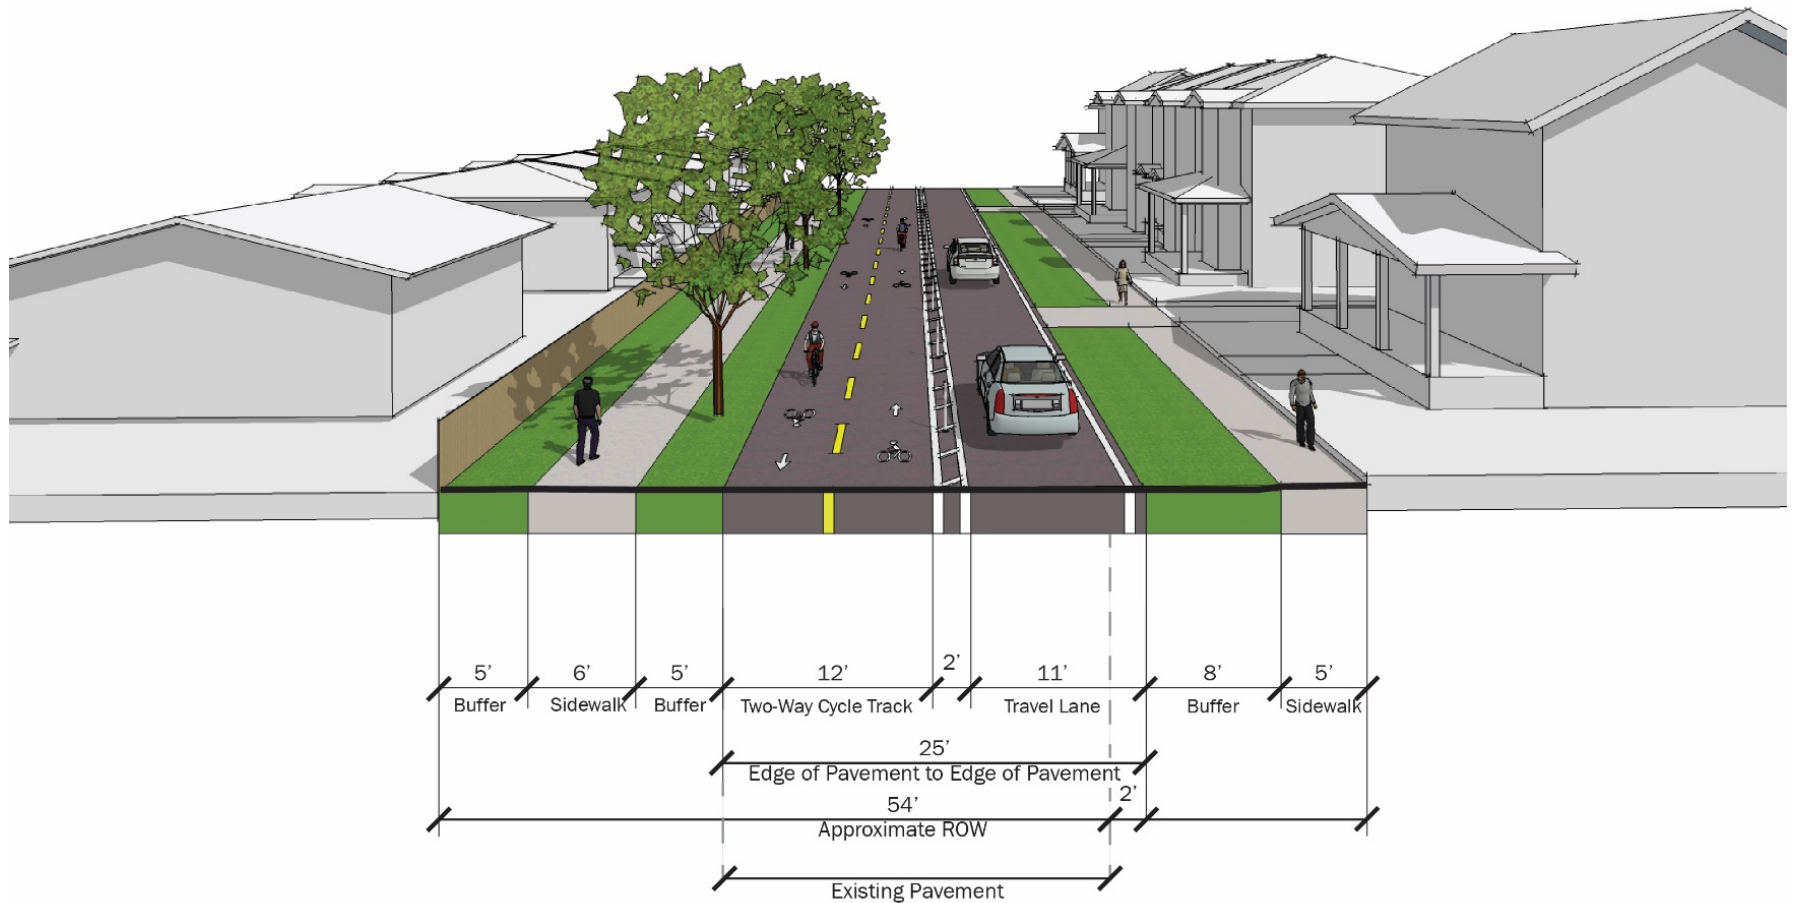 5’ 6’ 5’ 12’ 2’ 11’ 8’ 5’
Buffer Sidewalk Buffer Two-Way Cycle Track Travel Lane Buffer Sidewalk
25’
Edge of Pavement to Edge of Pavement
54’ 2’
Approximate ROW
Existing Pavement